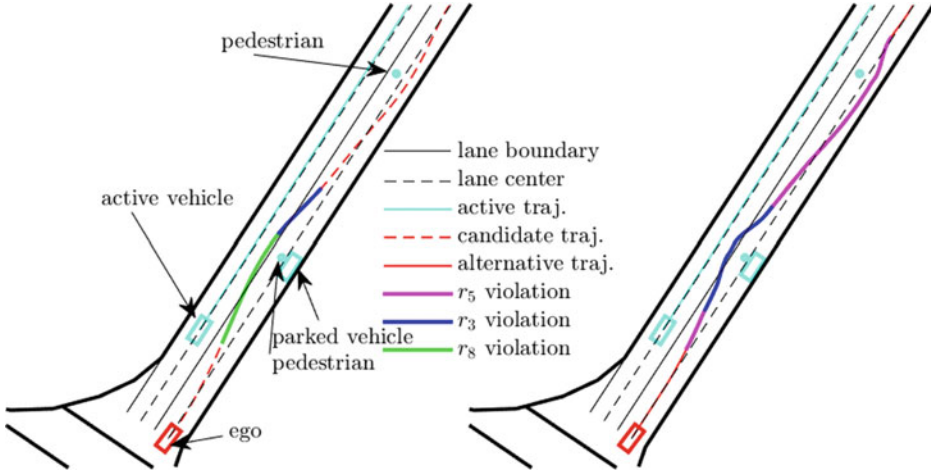 pedestrian
lane boundary
lane center
active vehicle
active traj.
candidate traj.
alternative traj.
r5 violation
r3 violation
parked vehicle
r8 violation
pedestrian
ego